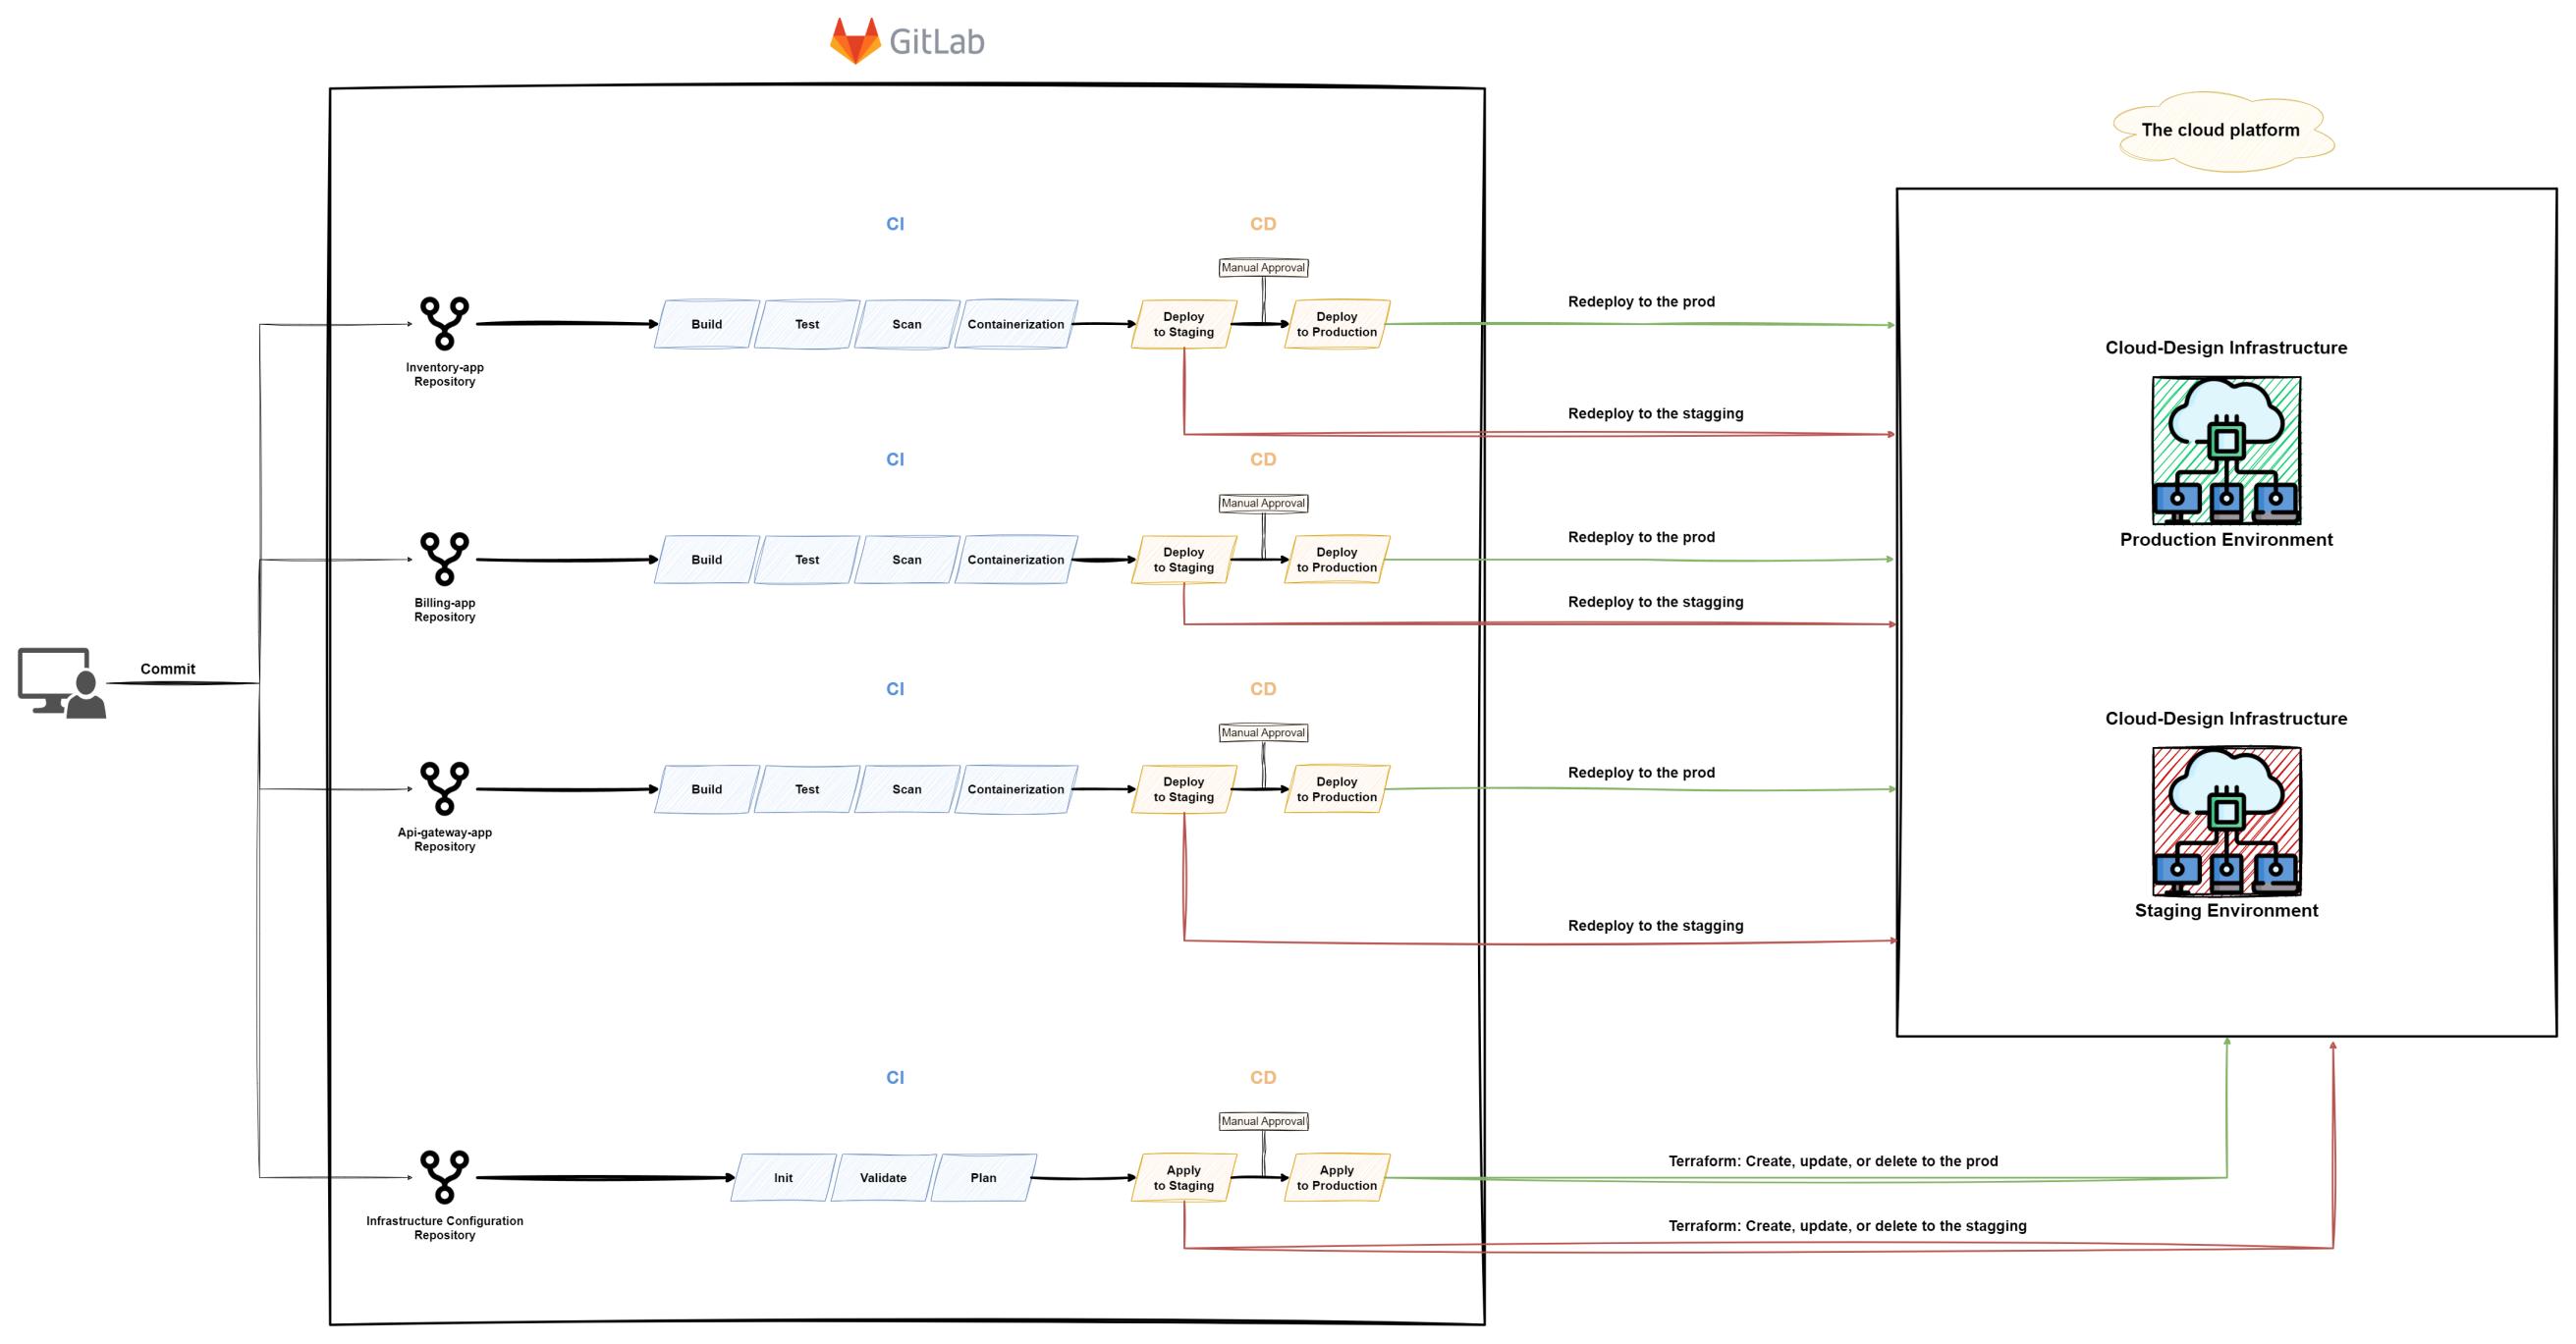 GitLab
The cloud platform
CI
CD
Manual Approval
Build
Test
Scan
Containerization
Deploy
to Staging
Deploy
to Production
Redeploy to the prod
Inventory-app
Repository
Redeploy to the stagging
Cloud-Design Infrastructure
Production Environment
CI
CD
Manual Approval
Build
Test
Scan
Containerization
Deploy
to Staging
Deploy
to Production
Redeploy to the prod
Billing-app
Repository
Redeploy to the stagging
Commit
CI
CD
Manual Approval
Build
Test
Scan
Containerization
Deploy
to Staging
Deploy
to Production
Redeploy to the prod
Api-gateway-app
Repository
Redeploy to the stagging
Cloud-Design Infrastructure
Staging Environment
CI
CD
Manual Approval
Init
Validate
Plan
Apply
to Staging
Apply
to Production
Terraform: Create, update, or delete to the prod
Infrastructure Configuration
Repository
Terraform: Create, update, or delete to the stagging